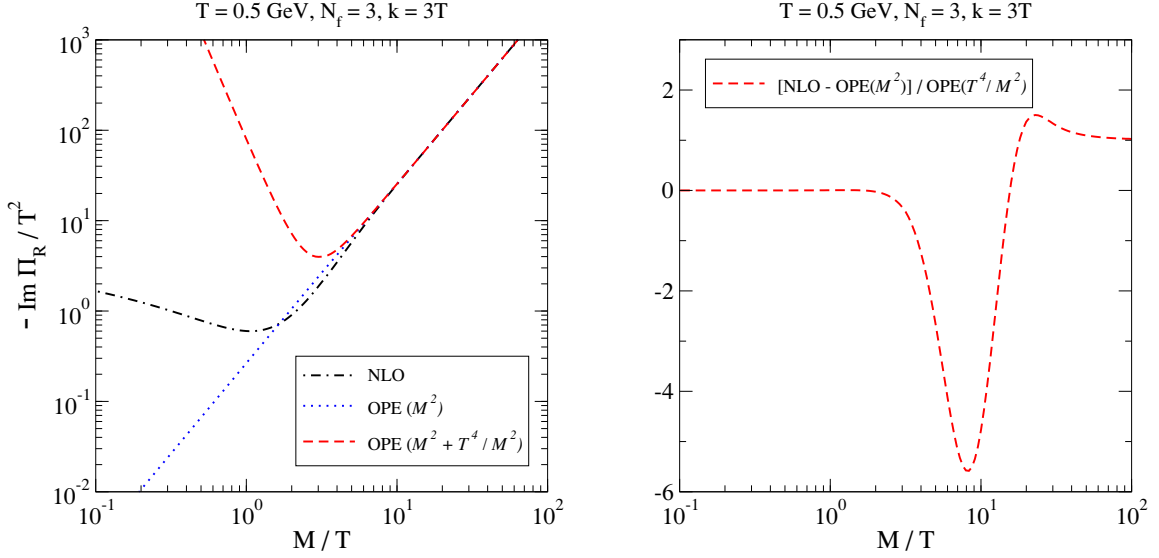 T = 0.5 GeV, N_f = 3, k = 3T
10^3
10^2
10^1
10^0
10^-1
10^-2
- Im Π_R / T^2
NLO
OPE (M^2)
OPE (M^2 + T^4 / M^2)
10^-1 10^0 10^1 10^2
M / T
T = 0.5 GeV, N_f = 3, k = 3T
[NLO - OPE(M^2)] / OPE(T^4/M^2)
2
0
-2
-4
-6
10^-1 10^0 10^1 10^2
M / T